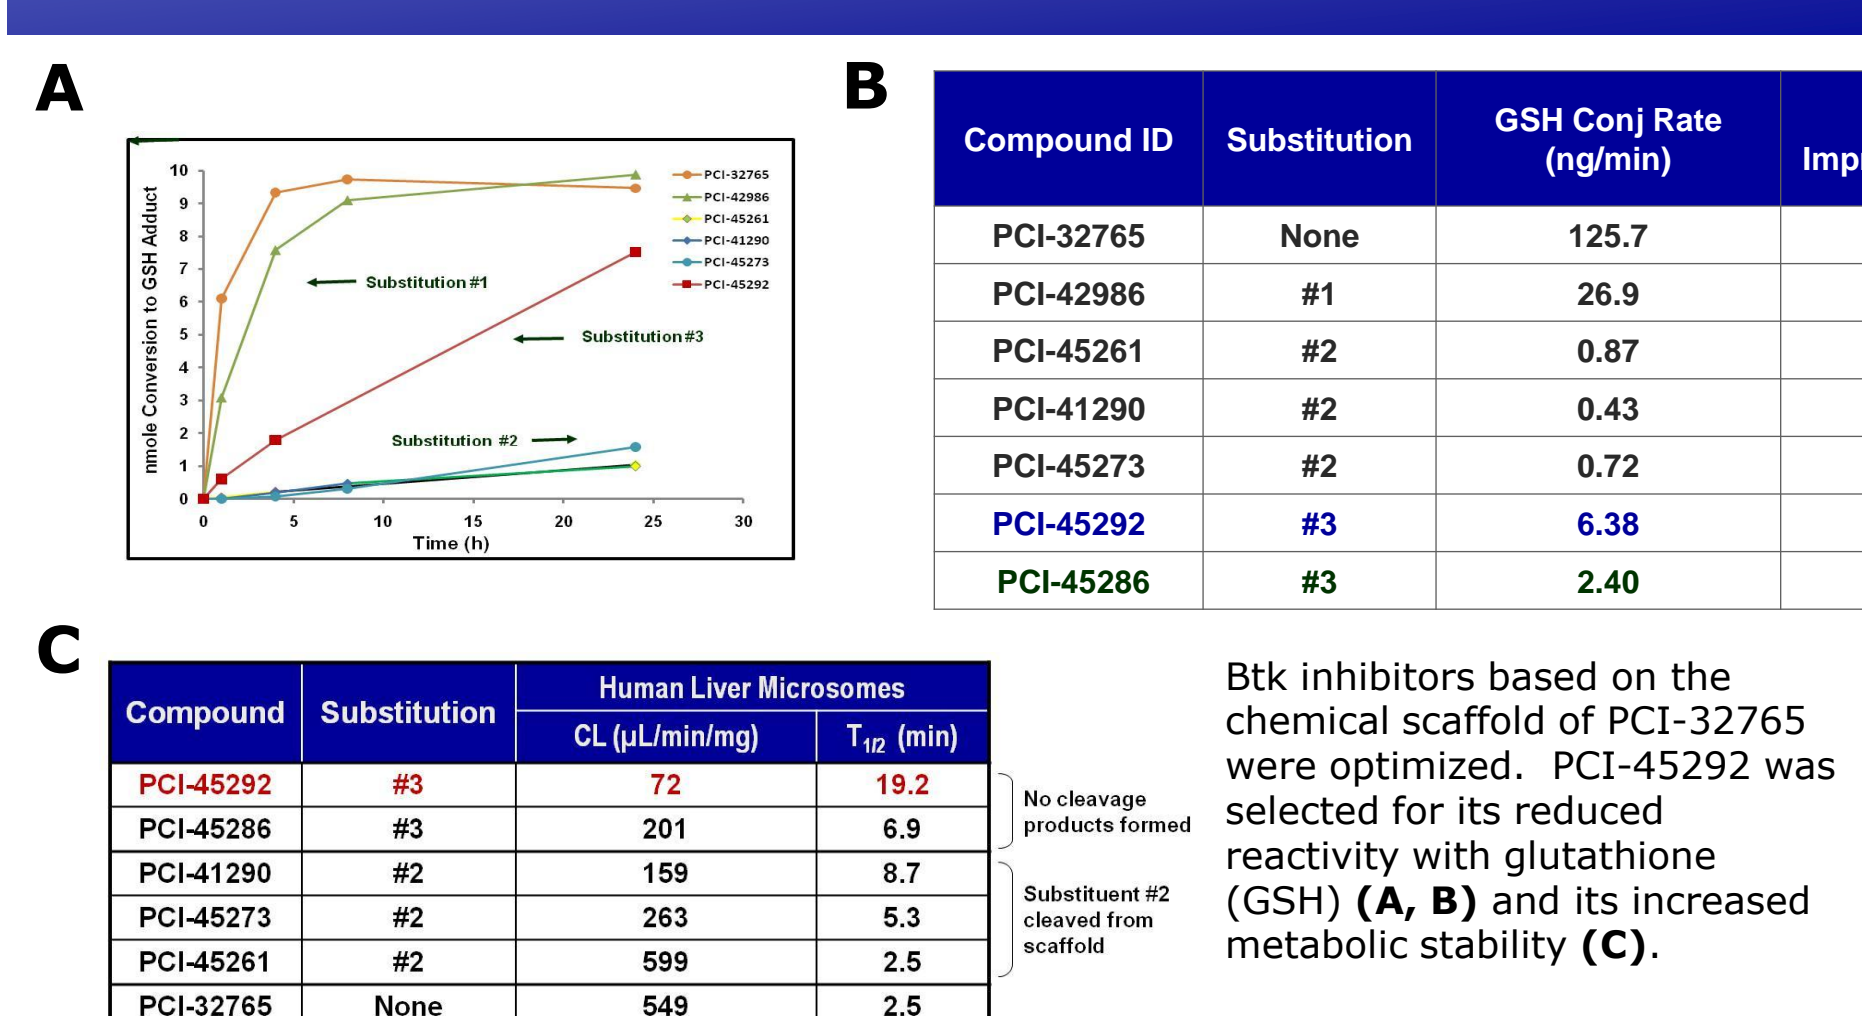 A
nmole Conversion to GSH Adduct
10
9
8
7
6
5
4
3
2
1
0
0 5 10 15 20 25 30
Time (h)
PCI-32765
PCI-42986
PCI-45261
PCI-41290
PCI-45273
PCI-45292
Substitution #1
Substitution #3
Substitution #2
B
Compound ID Substitution GSH Conj Rate
(ng/min)
PCI-32765 None 125.7
PCI-42986 #1 26.9
PCI-45261 #2 0.87
PCI-41290 #2 0.43
PCI-45273 #2 0.72
PCI-45292 #3 6.38
PCI-45286 #3 2.40
C
Compound Substitution Human Liver Microsomes
CL (µL/min/mg) T1/2 (min)
PCI-45292 #3 72 19.2
PCI-45286 #3 201 6.9
PCI-41290 #2 159 8.7
PCI-45273 #2 263 5.3
PCI-45261 #2 599 2.5
PCI-32765 None 549 2.5
No cleavage
products formed
Substituent #2
cleaved from
scaffold
Btk inhibitors based on the
chemical scaffold of PCI-32765
were optimized. PCI-45292 was
selected for its reduced
reactivity with glutathione
(GSH) (A, B) and its increased
metabolic stability (C).